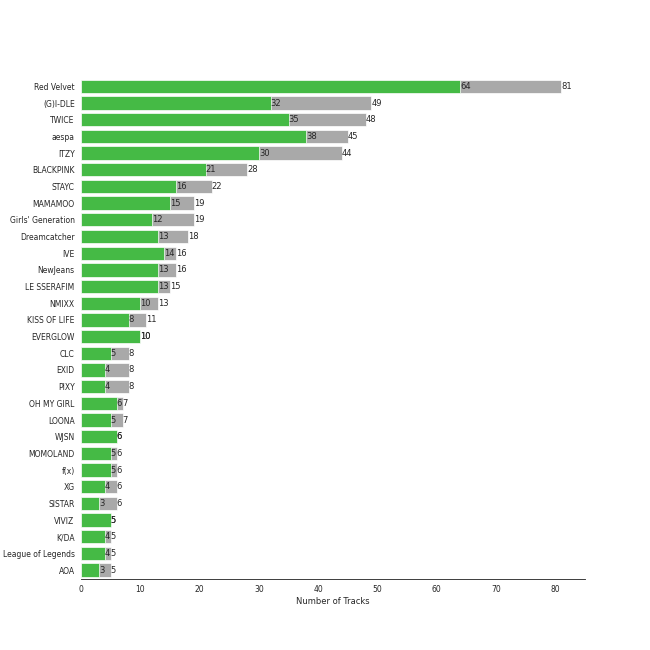 Red Velvet 64 81
(G)I-DLE 32 49
TWICE 35 48
aespa 38 45
ITZY 30 44
BLACKPINK 21 28
STAYC 16 22
MAMAMOO 15 19
Girls' Generation 12 19
Dreamcatcher 13 18
IVE 14 16
NewJeans 13 16
LE SSERAFIM 13 15
NMIXX 10 13
KISS OF LIFE 8 11
EVERGLOW 10 10
CLC 5 8
EXID 4 8
PIXY 4 8
OH MY GIRL 6 7
LOONA 5 7
WJSN 6 6
MOMOLAND 5 6
f(x) 5 6
XG 4 6
SISTAR 3 6
VIVIZ 5 5
K/DA 4 5
League of Legends 4 5
AOA 3 5
0 10 20 30 40 50 60 70 80
Number of Tracks